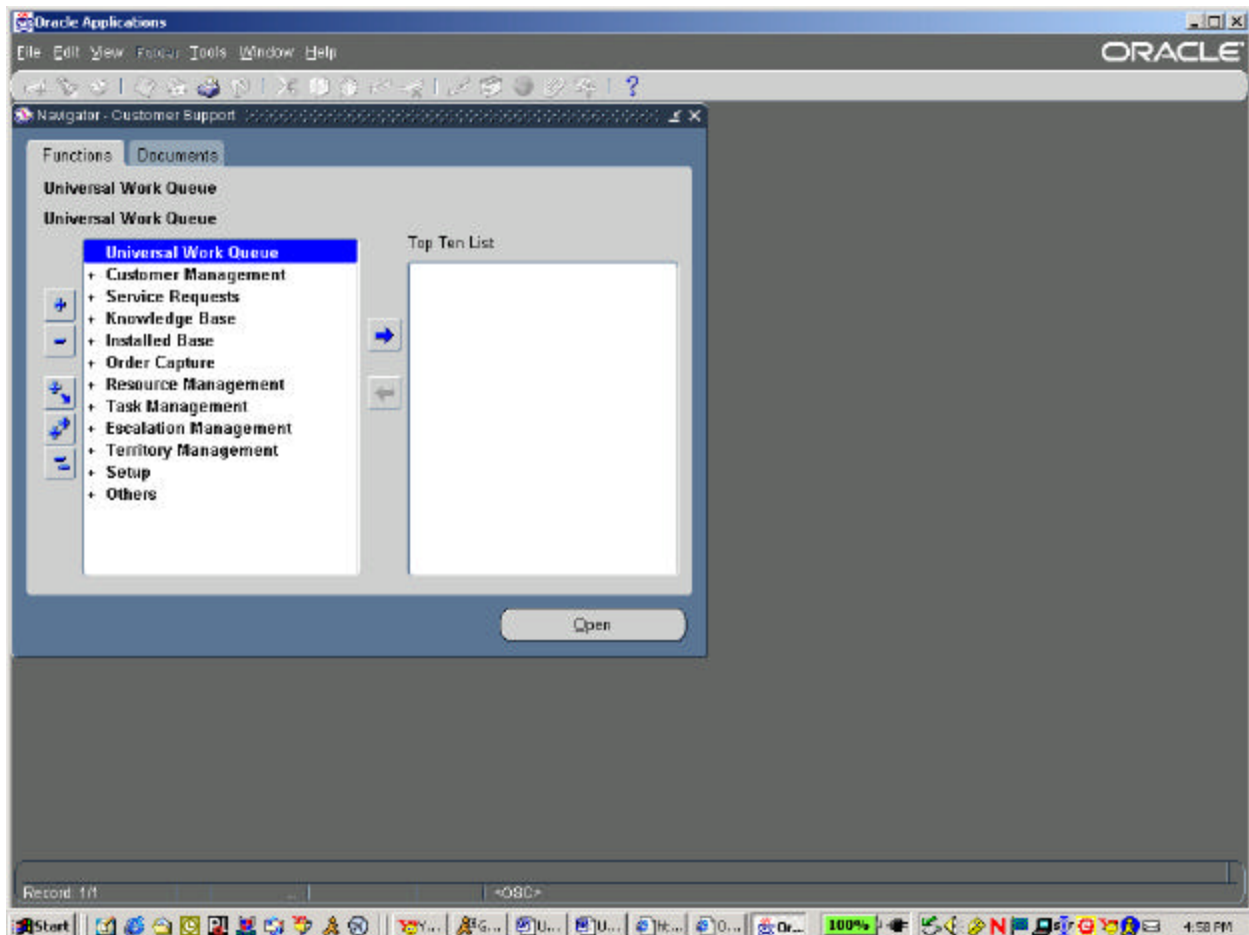 Oracle Applications
File Edit View Folder Tools Window Help
ORACLE
?
Navigator - Customer Support
Functions Documents
Universal Work Queue
Universal Work Queue
Top Ten List
Universal Work Queue
+ Customer Management
+ Service Requests
+ Knowledge Base
+ Installed Base
+ Order Capture
+ Resource Management
+ Task Management
+ Escalation Management
+ Territory Management
+ Setup
+ Others
Open
Record: 1/1 ... <OSC>
Start Y... G... U... U... ht... O... Or... 100% 4:58 PM